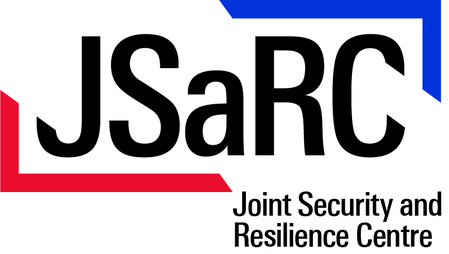 JSaRC
Joint Security and
Resilience Centre